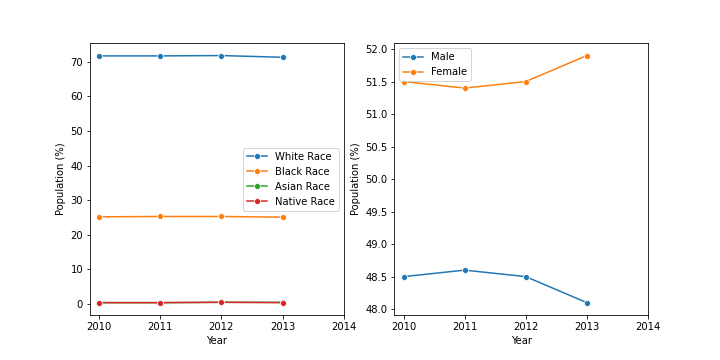 70
60
50
40
30
20
10
0
Population (%)
White Race
Black Race
Asian Race
Native Race
2010 2011 2012 2013 2014
Year
52.0
51.5
51.0
50.5
50.0
49.5
49.0
48.5
48.0
Population (%)
Male
Female
2010 2011 2012 2013 2014
Year